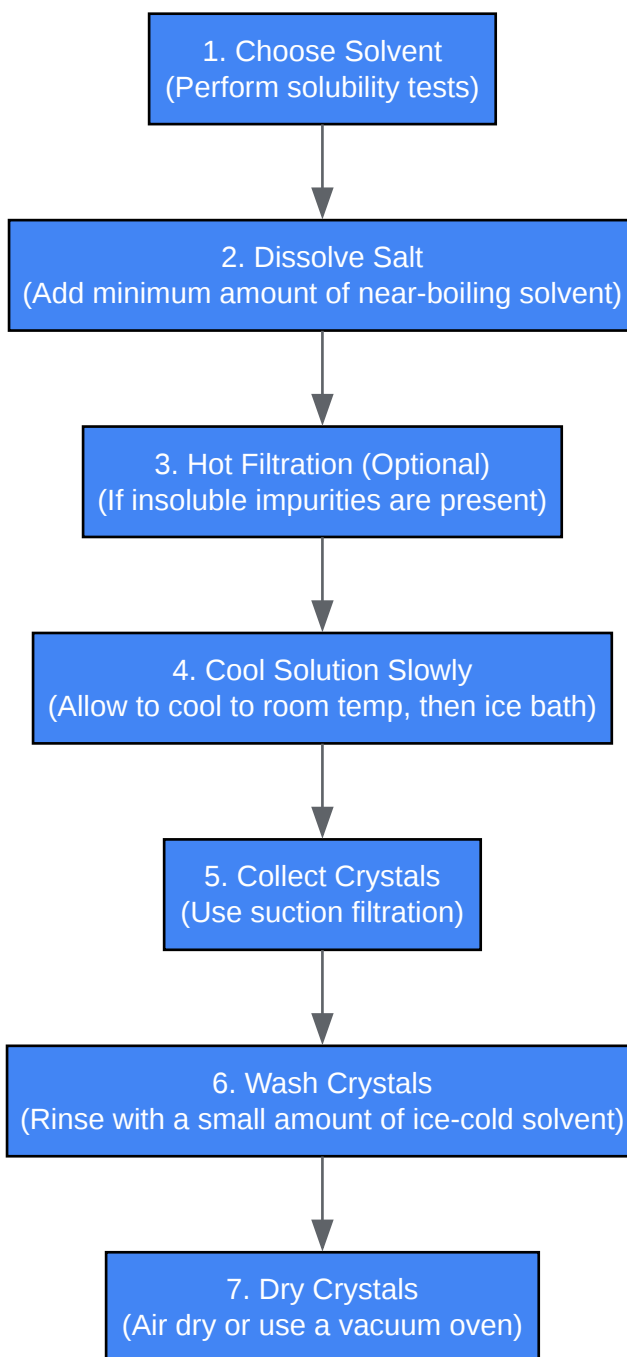 1. Choose Solvent
(Perform solubility tests)
2. Dissolve Salt
(Add minimum amount of near-boiling solvent)
3. Hot Filtration (Optional)
(If insoluble impurities are present)
4. Cool Solution Slowly
(Allow to cool to room temp, then ice bath)
5. Collect Crystals
(Use suction filtration)
6. Wash Crystals
(Rinse with a small amount of ice-cold solvent)
7. Dry Crystals
(Air dry or use a vacuum oven)